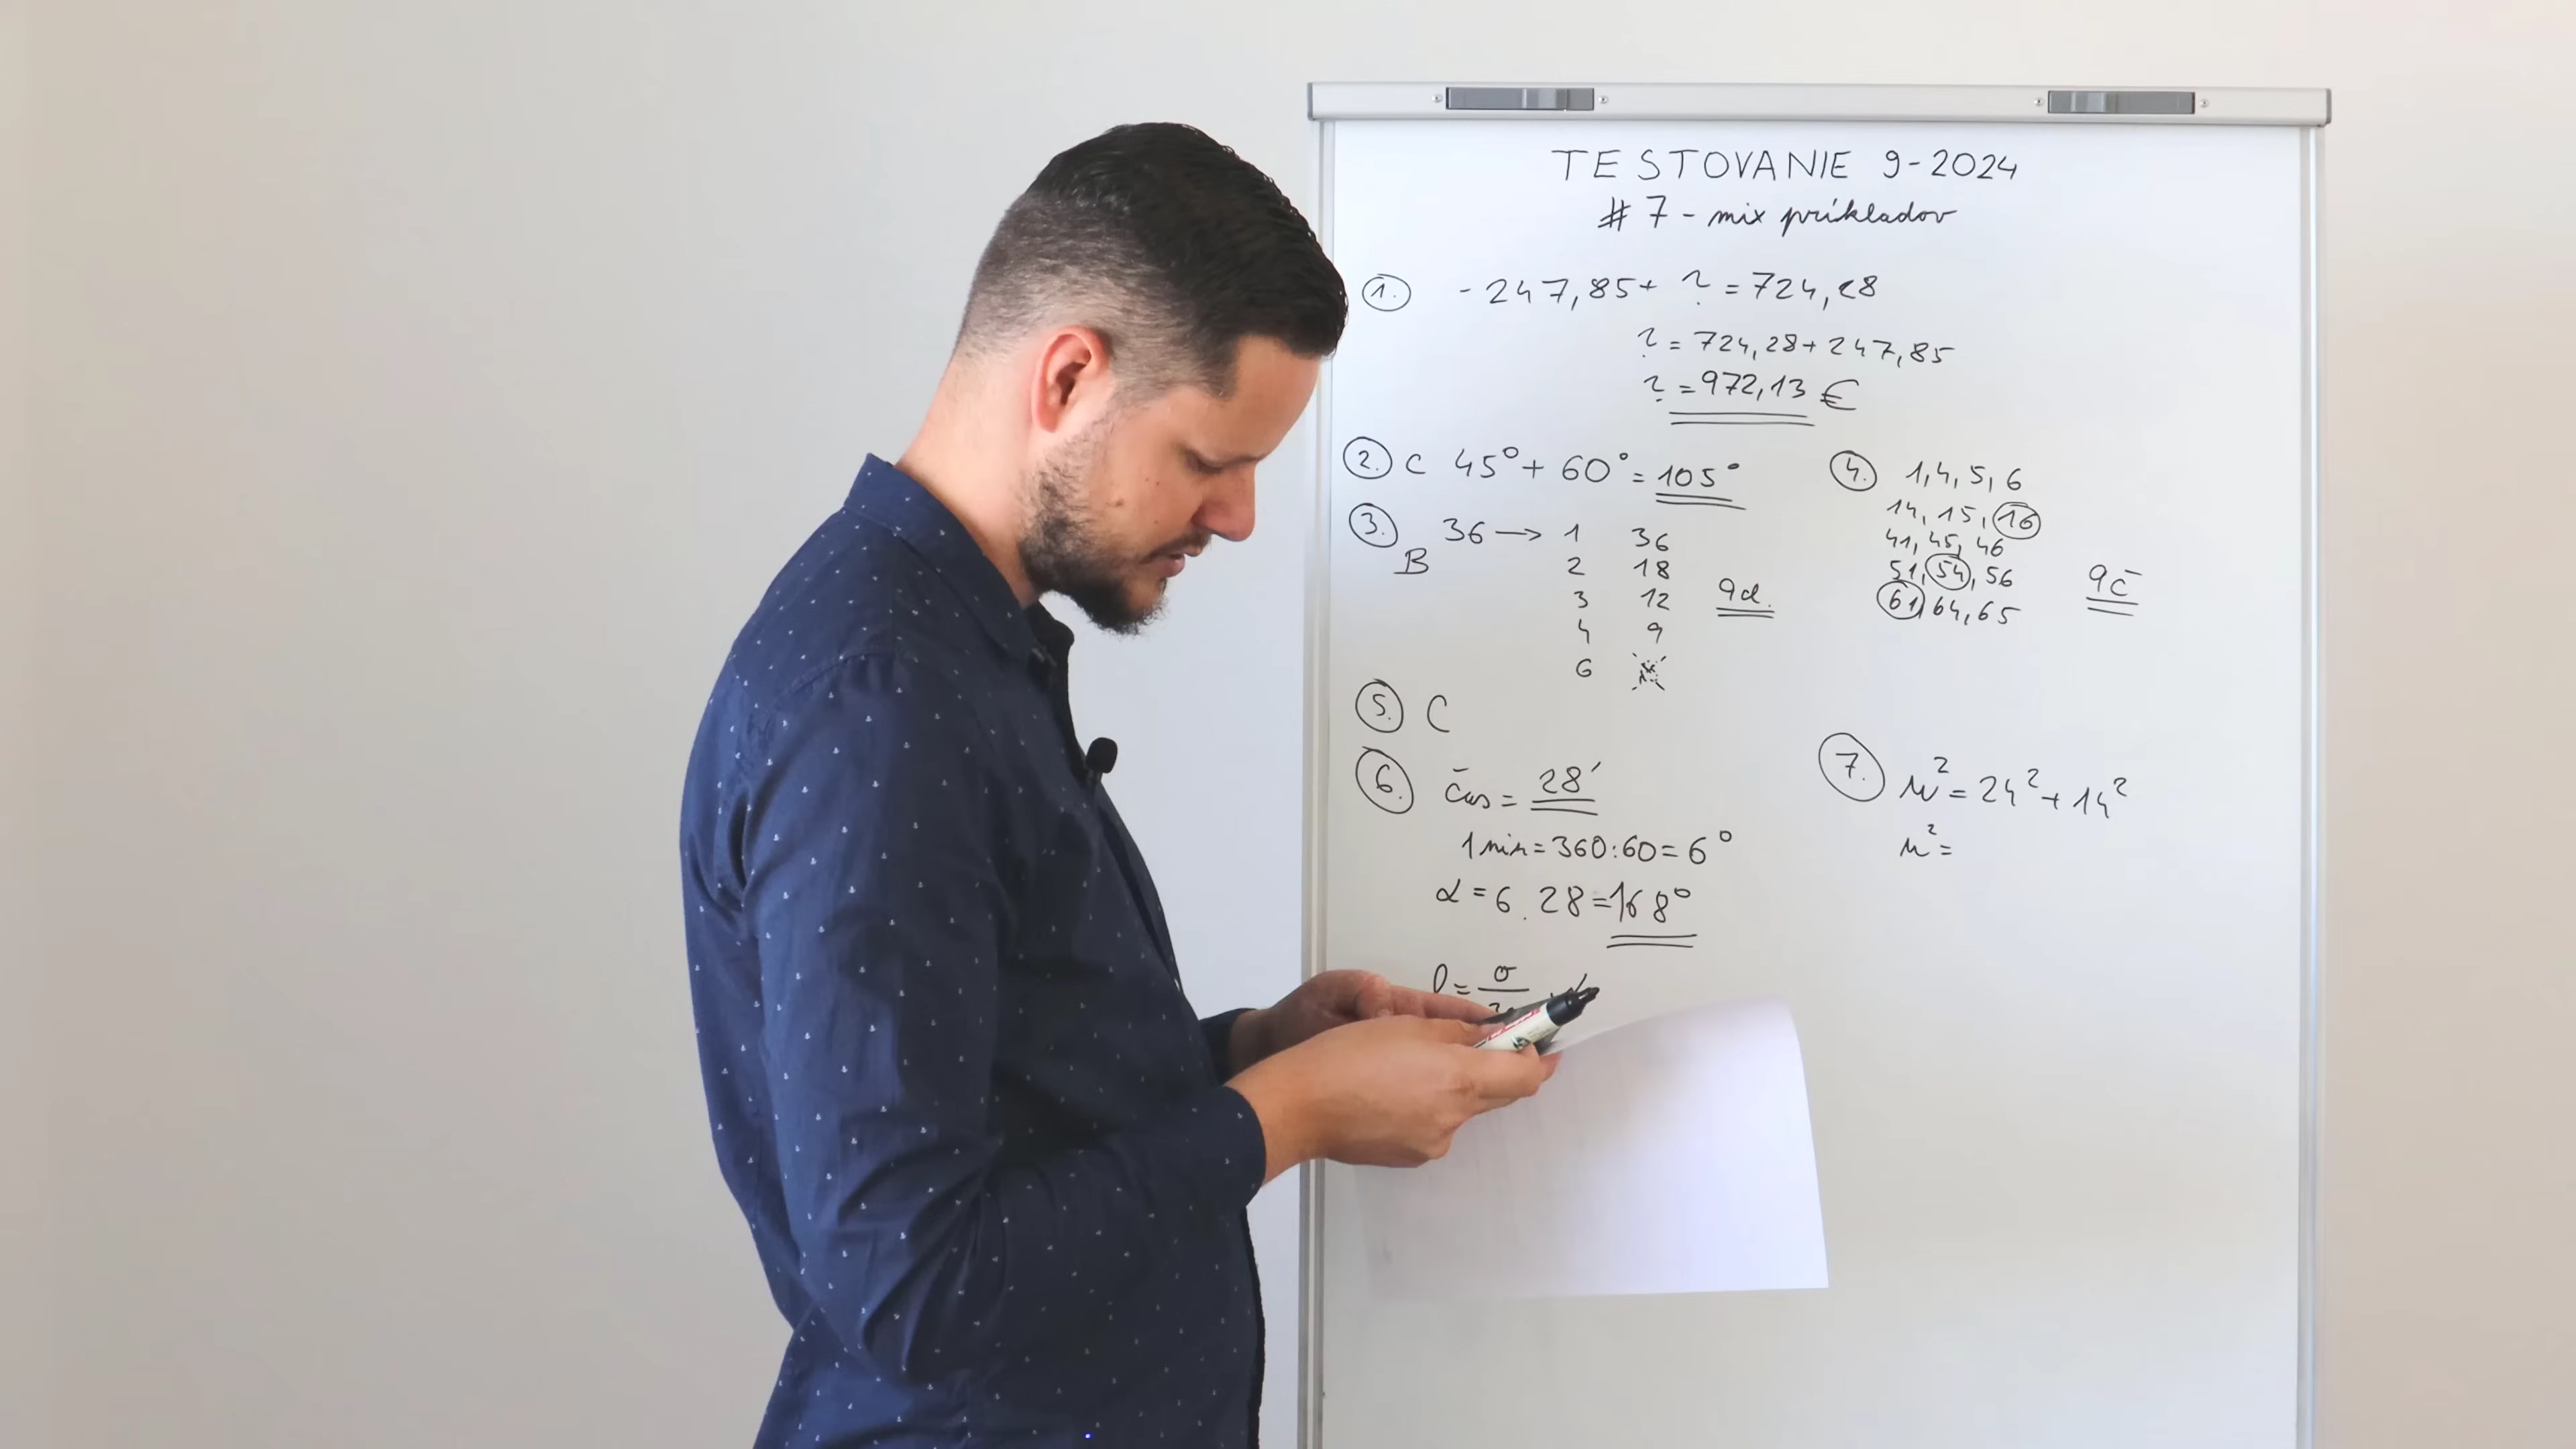 TESTOVANIE 9-2024
# 7 - mix príkladov
1. -247,85+ ? = 724,28
? = 724,28+247,85
? = 972,13 €
2. C 45°+ 60° = 105°
3. B 36 → 1 36
2 18
3 12 9d.
4 9
6
4. 1,4,5,6
14,15,16
41,45,46
51,54,56 9č
61,64,65
5. C
6. čas = 28'
1 min = 360:60 = 6°
α = 6 . 28 = 168°
7. u² = 24² + 14²
u² =